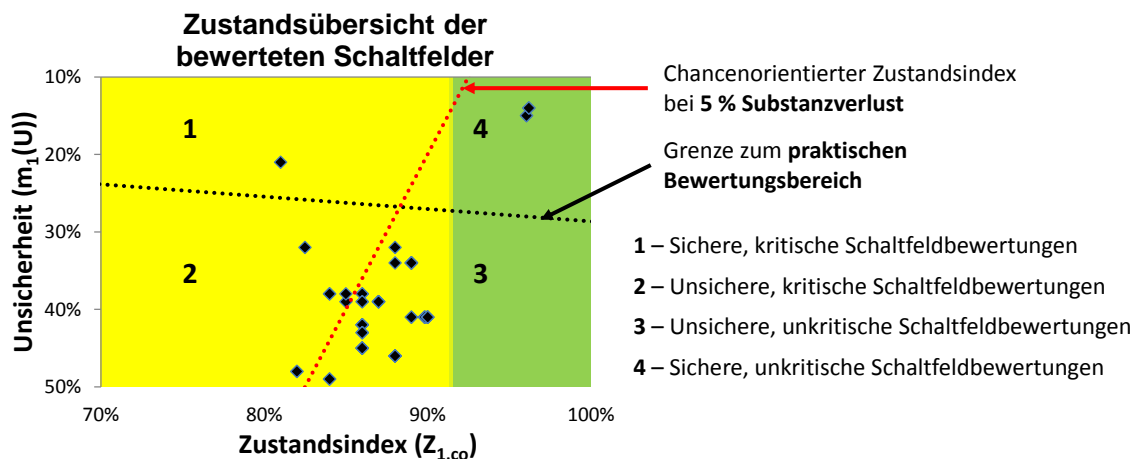 Zustandsübersicht der
bewerteten Schaltfelder
10%
20%
30%
40%
50%
Unsicherheit (m1(U))
70%
80%
90%
100%
Zustandsindex (Z1,co)
1
4
2
3
Chancenorientierter Zustandsindex
bei 5 % Substanzverlust
Grenze zum praktischen
Bewertungsbereich
1 – Sichere, kritische Schaltfeldbewertungen
2 – Unsichere, kritische Schaltfeldbewertungen
3 – Unsichere, unkritische Schaltfeldbewertungen
4 – Sichere, unkritische Schaltfeldbewertungen